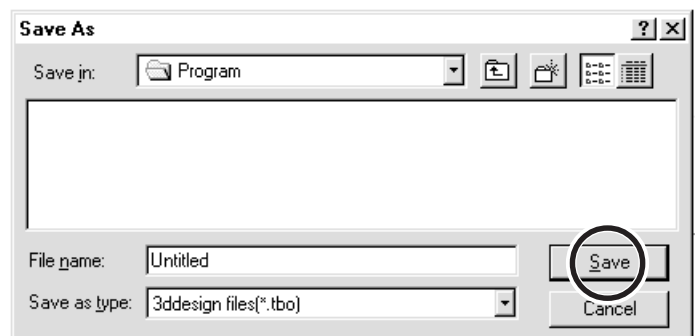 Save As
Save in: Program
File name: Untitled
Save
Save as type: 3ddesign files(*.tbo)
Cancel